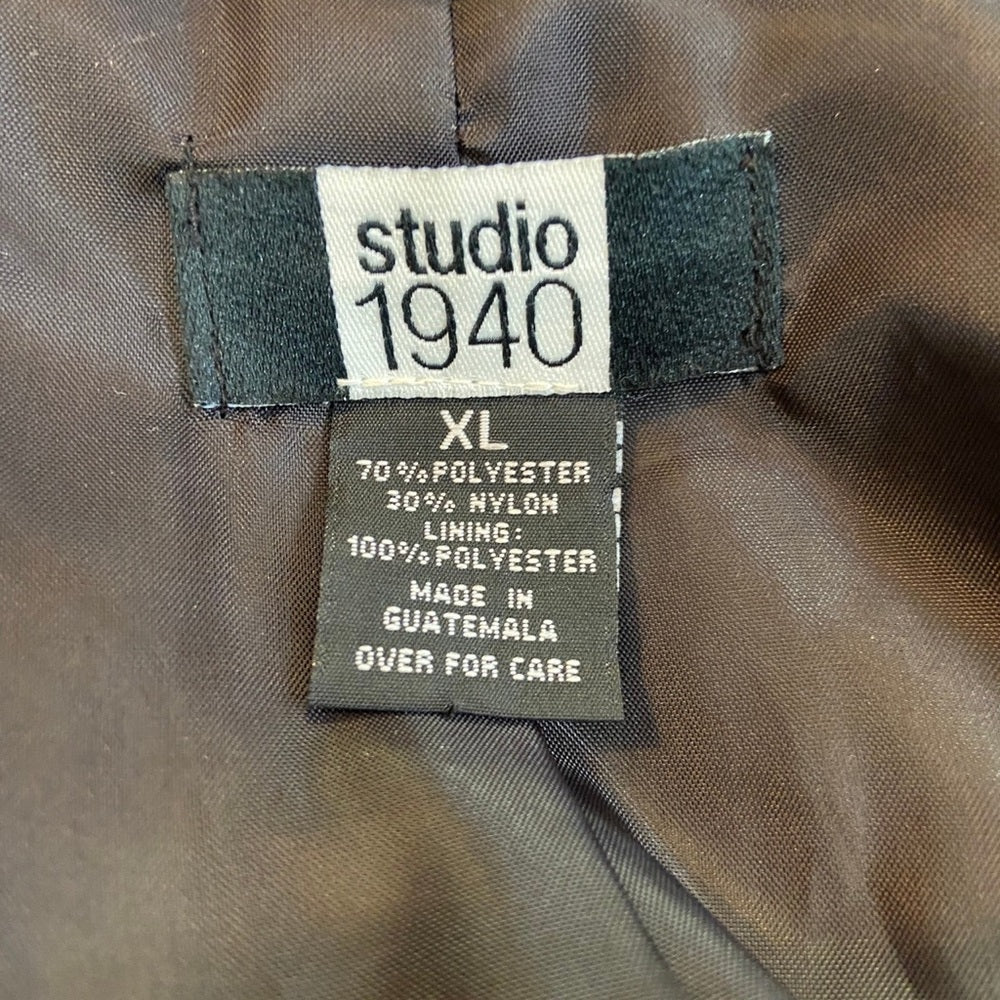 studio
1940
XL
70%POLYESTER
30% NYLON
LINING:
100%POLYESTER
MADE IN
GUATEMALA
OVER FOR CARE